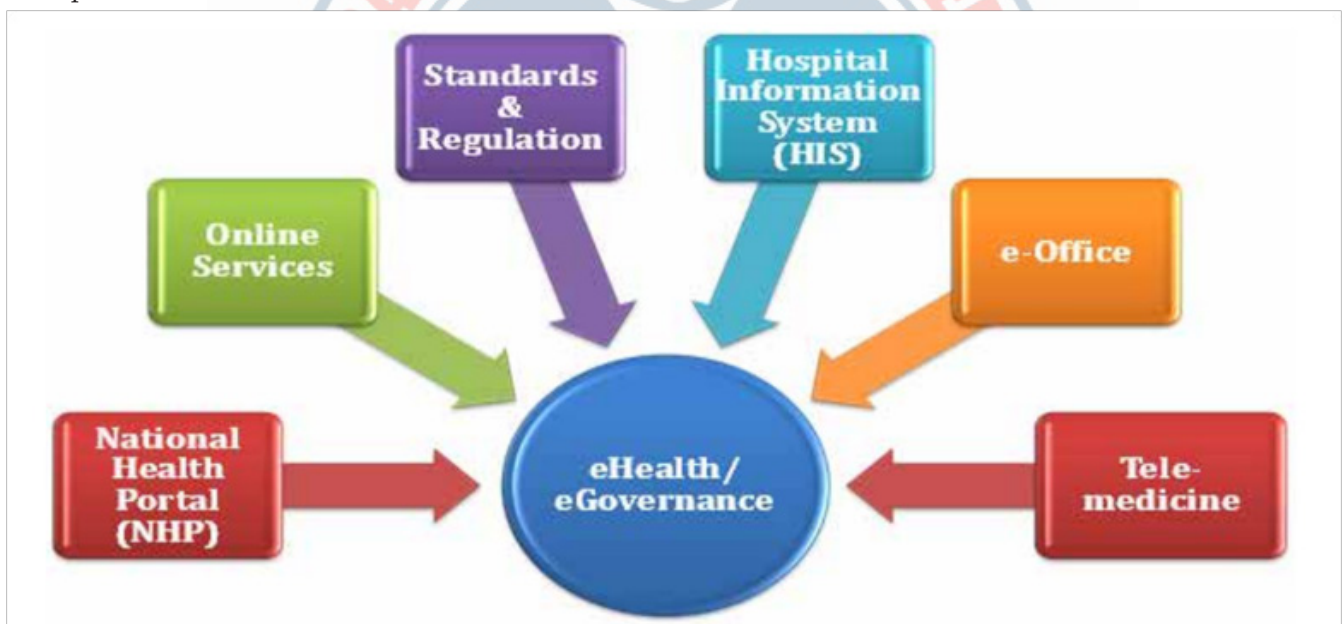 Standards
&
Regulation
Hospital
Information
System
(HIS)
Online
Services
e-Office
National
Health
Portal
(NHP)
eHealth/
eGovernance
Tele-
medicine